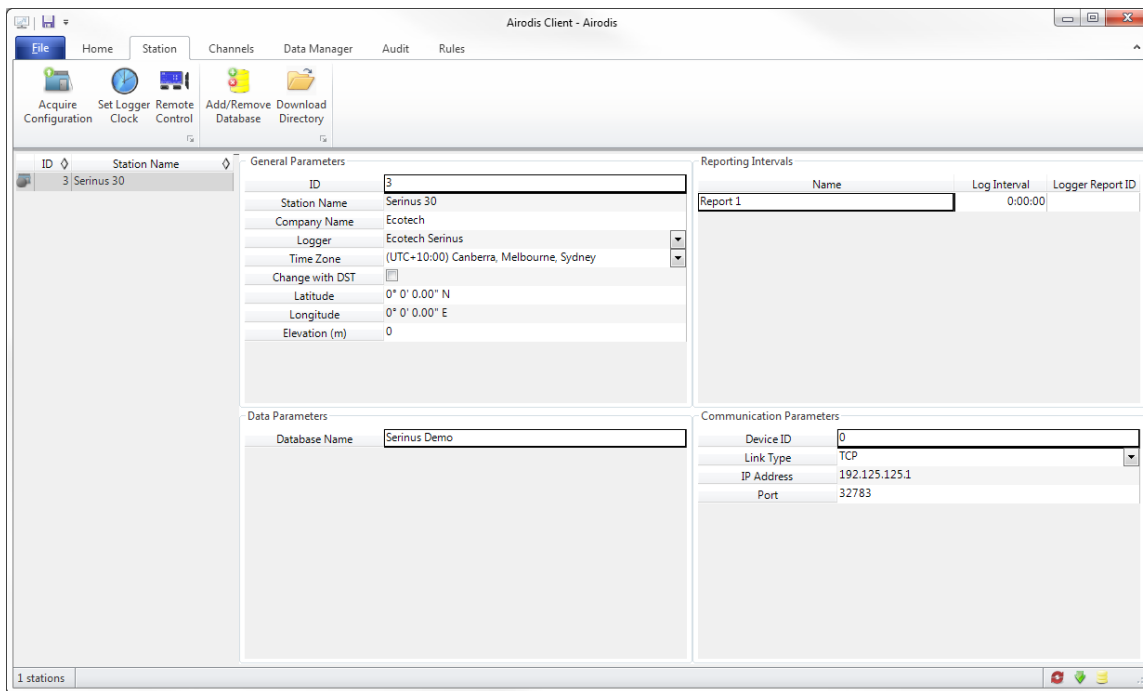 Airodis Client - Airodis
File Home Station Channels Data Manager Audit Rules
Acquire Configuration
Set Logger Clock
Remote Control
Add/Remove Database
Download Directory
ID Station Name
3 Serinus 30
General Parameters
ID 3
Station Name Serinus 30
Company Name Ecotech
Logger Ecotech Serinus
Time Zone (UTC+10:00) Canberra, Melbourne, Sydney
Change with DST
Latitude 0° 0' 0.00" N
Longitude 0° 0' 0.00" E
Elevation (m) 0
Reporting Intervals
Name Log Interval Logger Report ID
Report 1 0:00:00
Data Parameters
Database Name Serinus Demo
Communication Parameters
Device ID 0
Link Type TCP
IP Address 192.125.125.1
Port 32783
1 stations